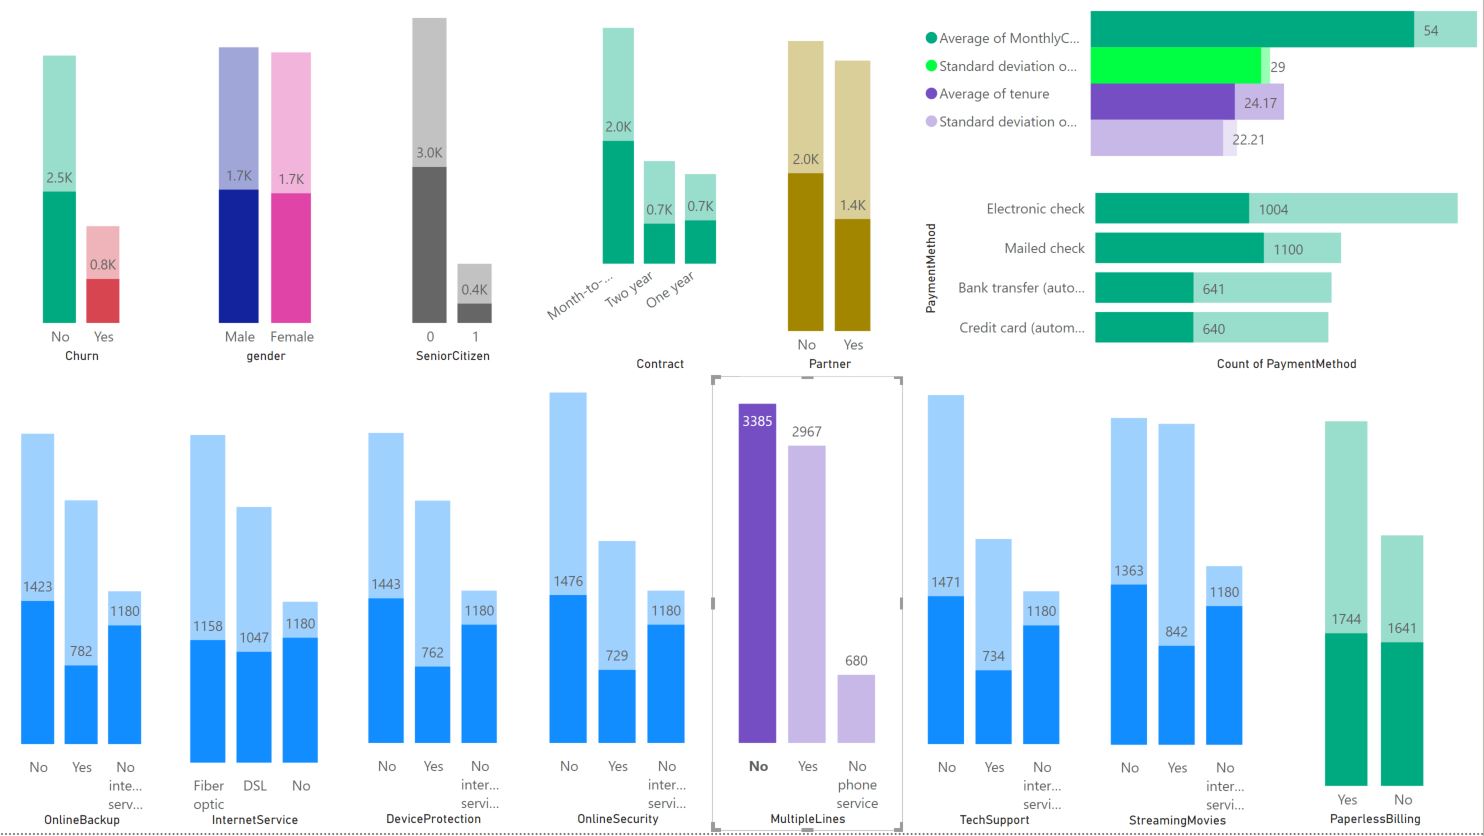 2.5K
0.8K
No Yes
Churn
1.7K 1.7K
Male Female
gender
3.0K
0.4K
0 1
SeniorCitizen
2.0K
0.7K 0.7K
Month-to-... Two year One year
Contract
2.0K
1.4K
No Yes
Partner
Average of MonthlyC...
Standard deviation o...
Average of tenure
Standard deviation o...
54
29
24.17
22.21
PaymentMethod
Electronic check 1004
Mailed check 1100
Bank transfer (auto... 641
Credit card (autom... 640
Count of PaymentMethod
1423
782
1180
No Yes No
inte...
serv...
OnlineBackup
1158
1047
1180
Fiber DSL No
optic
InternetService
1443
762
1180
No Yes No
inter...
servi...
DeviceProtection
1476
729
1180
No Yes No
inter...
servi...
OnlineSecurity
3385
2967
680
No Yes No
phone
service
MultipleLines
1471
734
1180
No Yes No
inter...
servi...
TechSupport
1363
842
1180
No Yes No
inter...
servi...
StreamingMovies
1744
1641
Yes No
PaperlessBilling